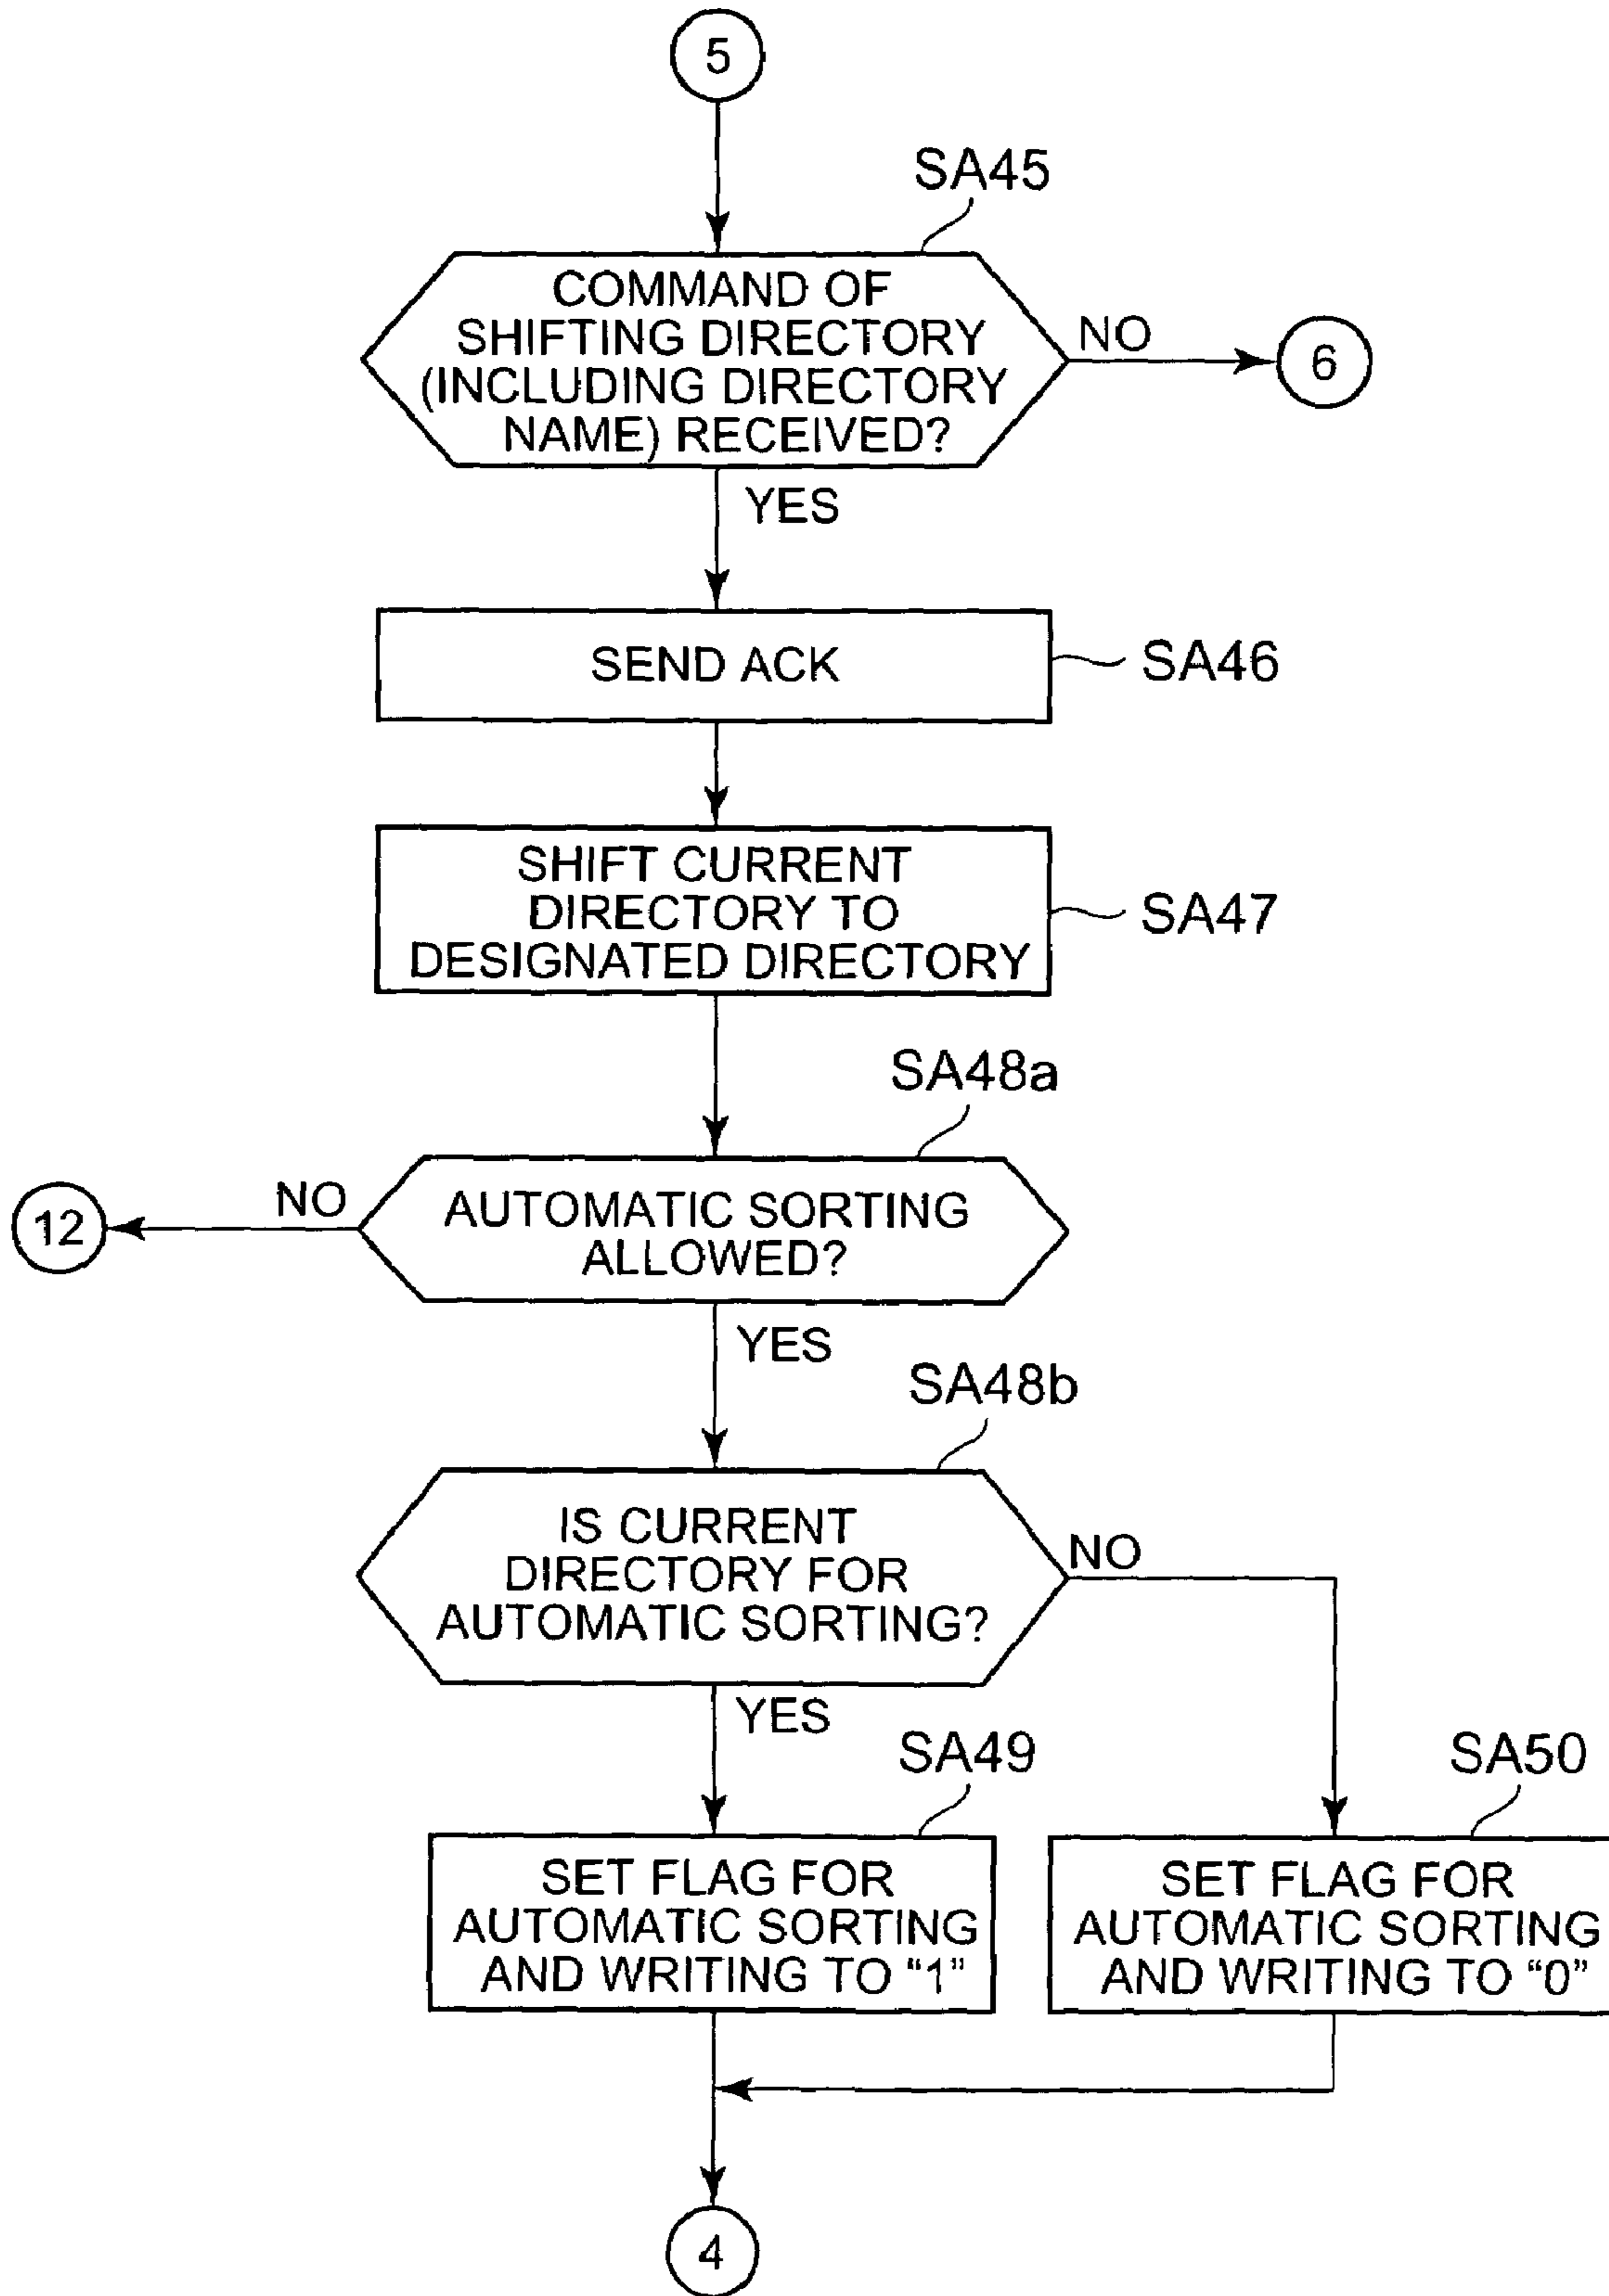 5
SA45
COMMAND OF
SHIFTING DIRECTORY
(INCLUDING DIRECTORY
NAME) RECEIVED?
NO
6
YES
SEND ACK
SA46
SHIFT CURRENT
DIRECTORY TO
DESIGNATED DIRECTORY
SA47
SA48a
AUTOMATIC SORTING
ALLOWED?
NO
12
YES
SA48b
IS CURRENT
DIRECTORY FOR
AUTOMATIC SORTING?
NO
YES
SA49
SET FLAG FOR
AUTOMATIC SORTING
AND WRITING TO “1”
SA50
SET FLAG FOR
AUTOMATIC SORTING
AND WRITING TO “0”
4